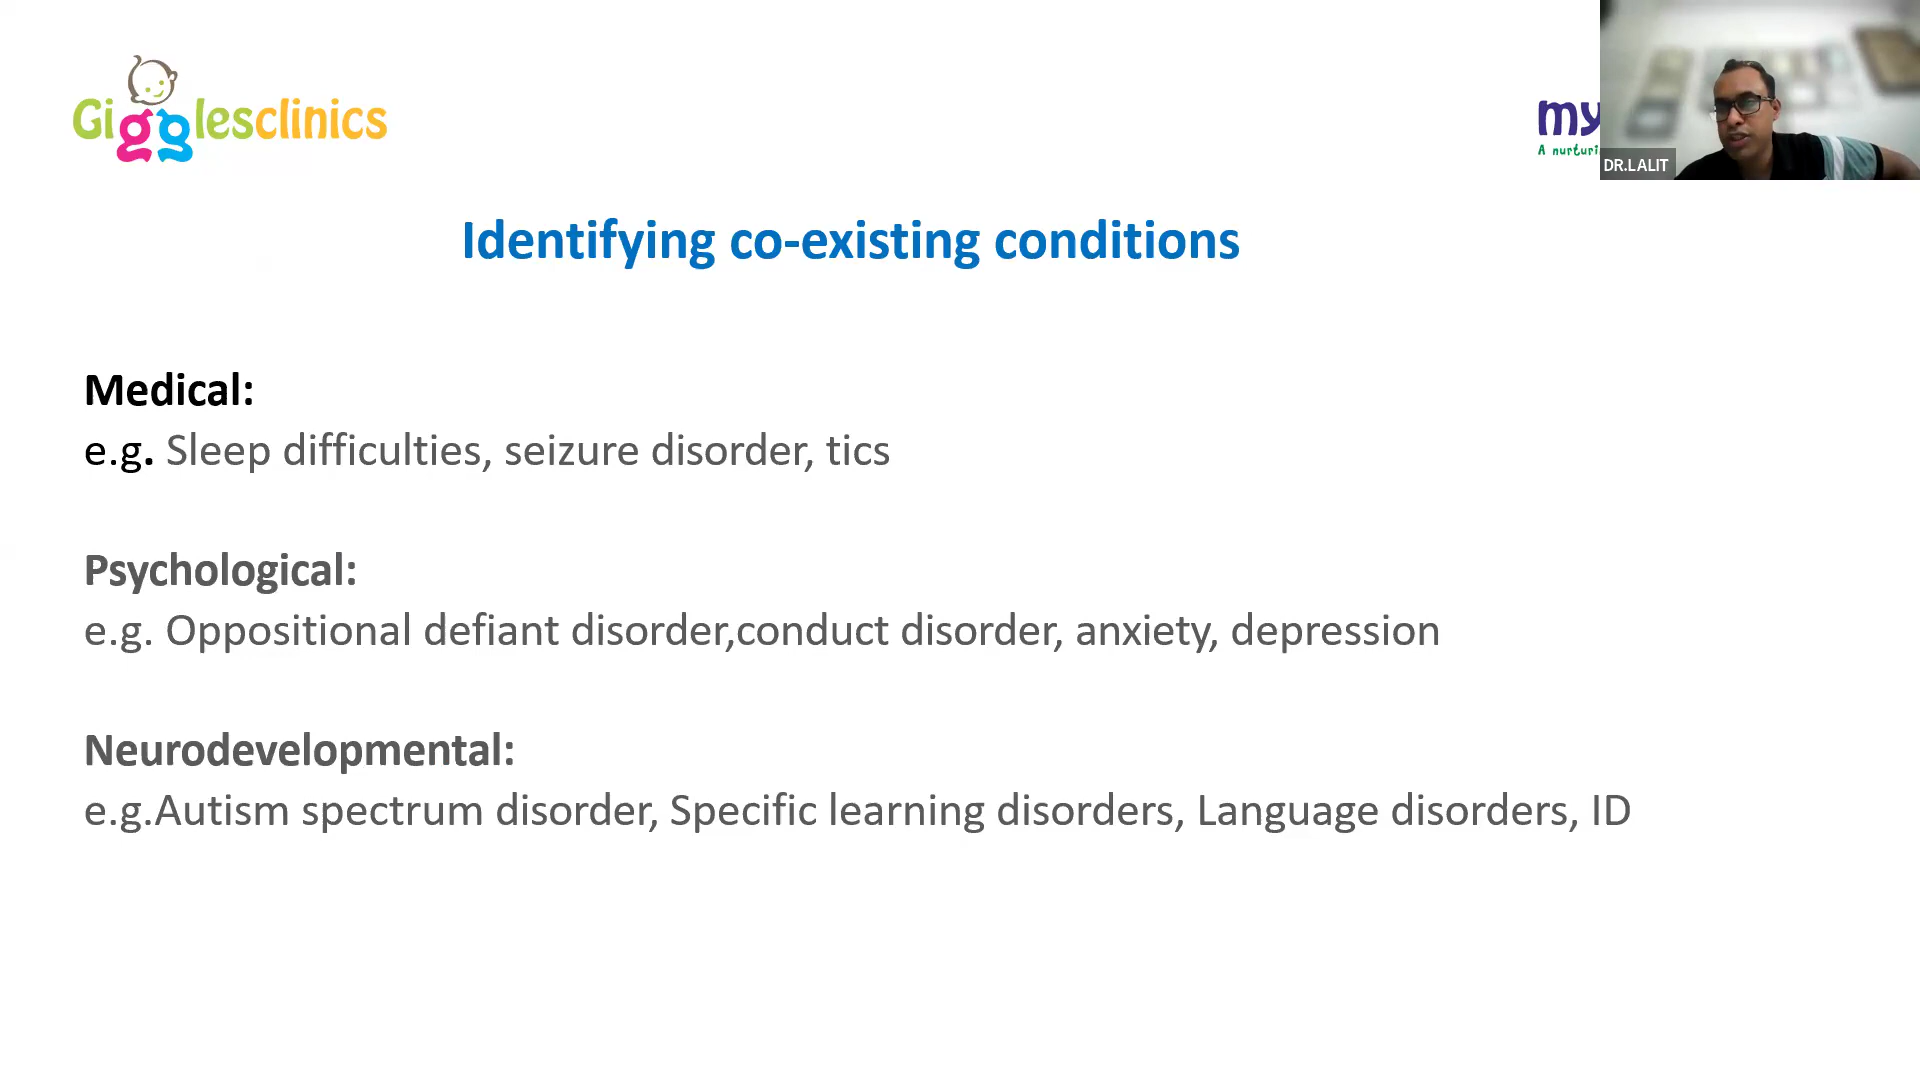 Gigglesclinics
my
A nurturi
DR.LALIT
Identifying co-existing conditions
Medical:
e.g. Sleep difficulties, seizure disorder, tics
Psychological:
e.g. Oppositional defiant disorder,conduct disorder, anxiety, depression
Neurodevelopmental:
e.g.Autism spectrum disorder, Specific learning disorders, Language disorders, ID